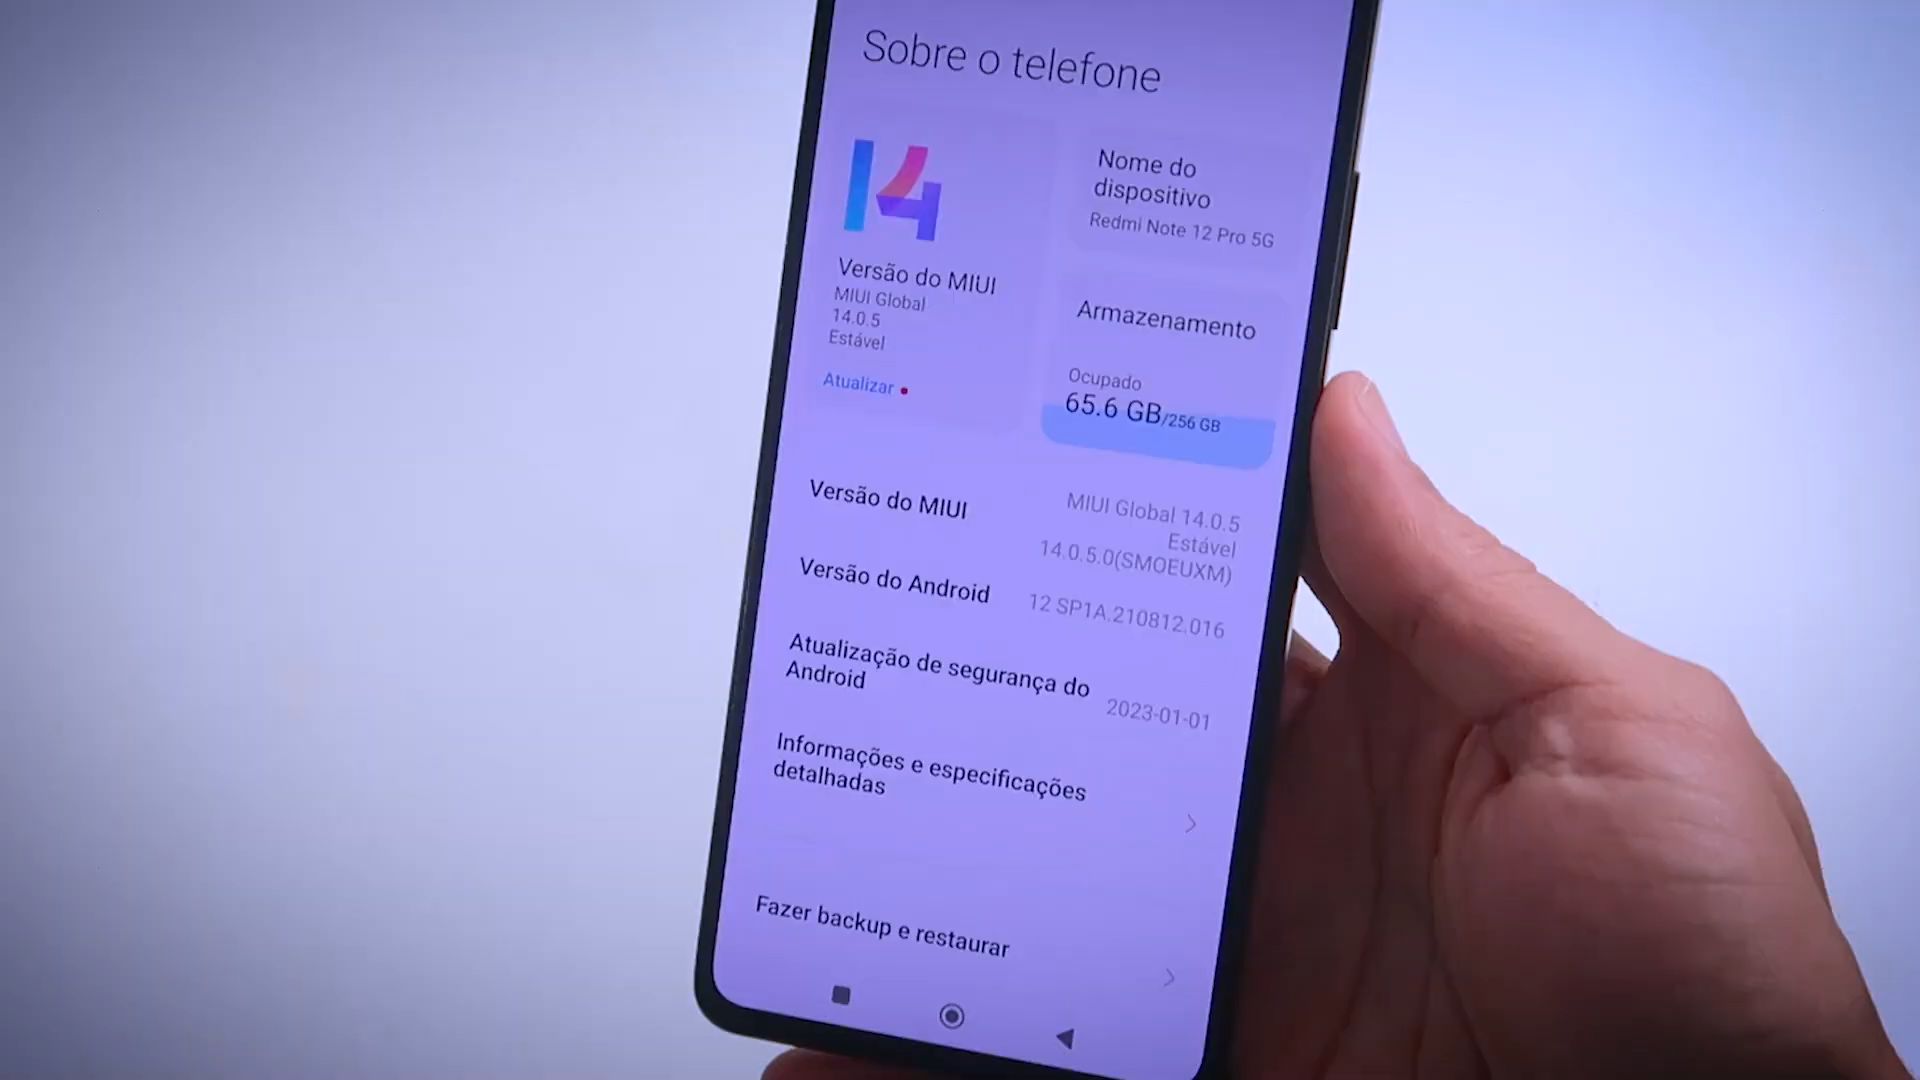 Sobre o telefone
14
Versão do MIUI
MIUI Global
14.0.5
Estável
Atualizar
Nome do
dispositivo
Redmi Note 12 Pro 5G
Armazenamento
Ocupado
65.6 GB/256 GB
Versão do MIUI
MIUI Global 14.0.5
Estável
14.0.5.0(SMOEUXM)
Versão do Android
12 SP1A.210812.016
Atualização de segurança do
Android
2023-01-01
Informações e especificações
detalhadas
Fazer backup e restaurar